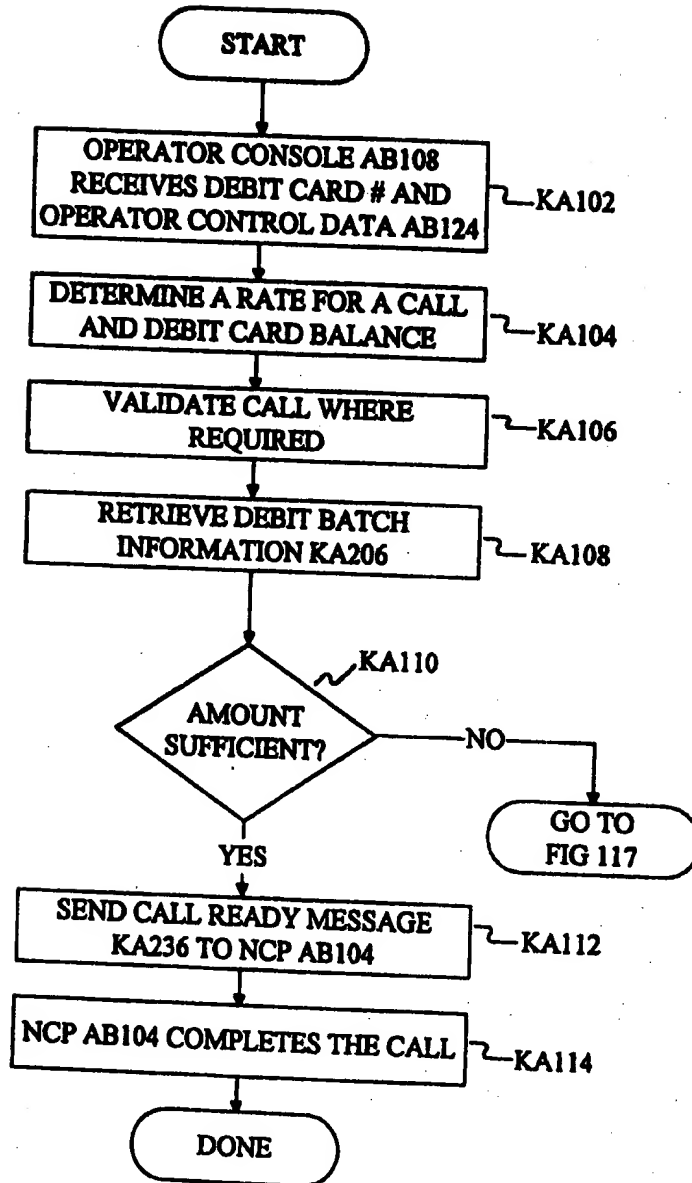 START
OPERATOR CONSOLE AB108
RECEIVES DEBIT CARD # AND
OPERATOR CONTROL DATA AB124
KA102
DETERMINE A RATE FOR A CALL
AND DEBIT CARD BALANCE
KA104
VALIDATE CALL WHERE
REQUIRED
KA106
RETRIEVE DEBIT BATCH
INFORMATION KA206
KA108
KA110
AMOUNT
SUFFICIENT?
NO
GO TO
FIG 117
YES
SEND CALL READY MESSAGE
KA236 TO NCP AB104
KA112
NCP AB104 COMPLETES THE CALL
KA114
DONE